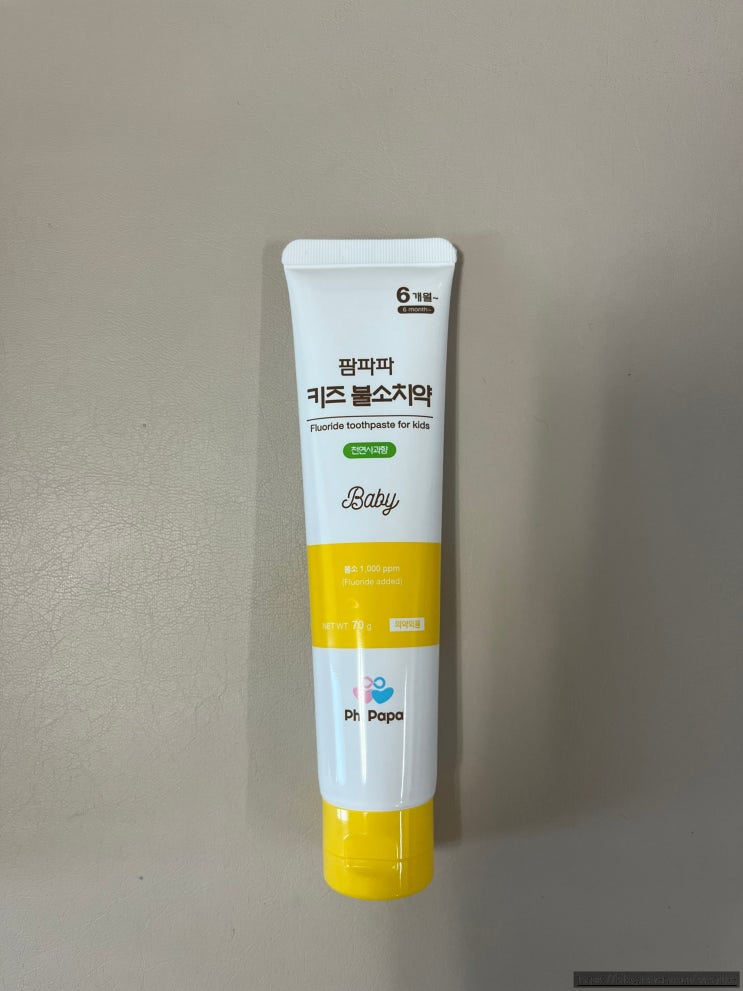 6개월~
6 month~
팜파파
키즈 불소치약
Fluoride toothpaste for kids
천연사과향
Baby
불소 1,000 ppm
(Fluoride added)
NET WT. 70 g
의약외품
Ph Papa